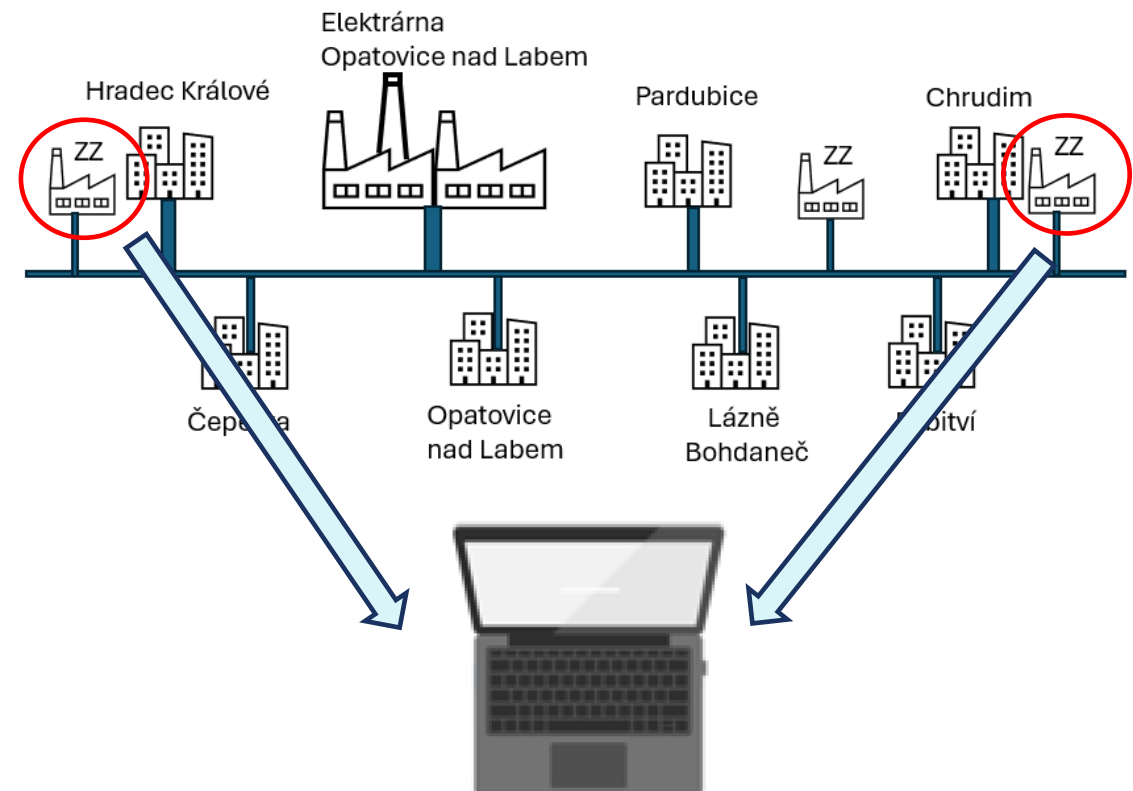 Elektrárna
Opatovice nad Labem
Hradec Králové
Pardubice
Chrudim
ZZ
ZZ
ZZ
Opatovice
nad Labem
Lázně
Bohdaneč